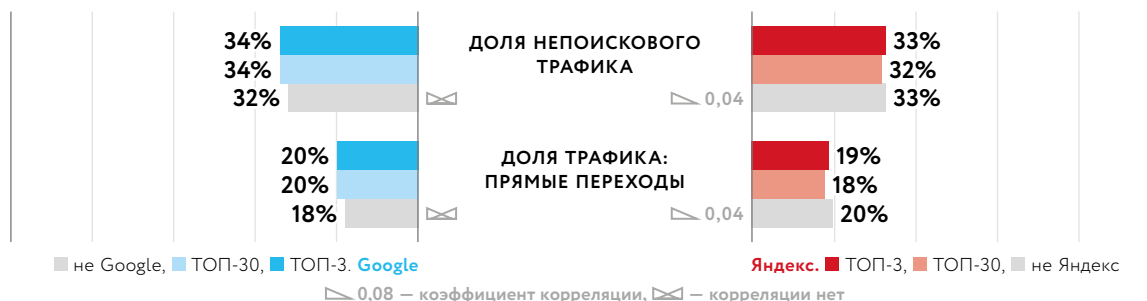 34%
34%
32%
ДОЛЯ НЕПОИСКОВОГО
ТРАФИКА
0,04
33%
32%
33%
20%
20%
18%
ДОЛЯ ТРАФИКА:
ПРЯМЫЕ ПЕРЕХОДЫ
0,04
19%
18%
20%
не Google, ТОП-30, ТОП-3. Google
Яндекс. ТОП-3, ТОП-30, не Яндекс
0,08 — коэффициент корреляции, — корреляции нет